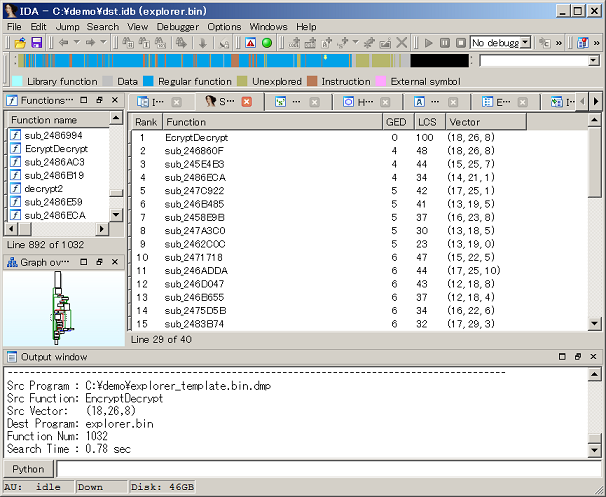 IDA - C:¥demo¥dst.idb (explorer.bin)
File Edit Jump Search View Debugger Options Windows Help
No debugg
Library function Data Regular function Unexplored Instruction External symbol
Functions···
I··· S··· ··· H··· A ··· E··· I
Function name
sub_2486994
EncryptDecrypt
sub_2486AC3
sub_2486B19
decrypt2
sub_2486E59
sub_2486ECA
Line 892 of 1032
Graph ov···
Rank Function GED LCS Vector
1 EcryptDecrypt 0 100 (18, 26, 8)
2 sub_246860F 4 48 (18, 26, 8)
3 sub_245E4B3 4 44 (15, 25, 7)
4 sub_2486ECA 4 34 (14, 21, 1)
5 sub_247C922 5 42 (17, 25, 1)
6 sub_246B485 5 41 (13, 19, 5)
7 sub_2458E9B 5 37 (16, 23, 8)
8 sub_247A3C0 5 30 (13, 18, 5)
9 sub_2462C0C 5 23 (13, 19, 0)
10 sub_2471718 6 47 (15, 22, 5)
11 sub_246ADDA 6 44 (17, 25, 10)
12 sub_246D047 6 43 (12, 18, 8)
13 sub_246B655 6 37 (12, 18, 4)
14 sub_2475D5B 6 34 (16, 22, 6)
15 sub_2483B74 6 32 (17, 29, 3)
Line 29 of 40
Output window
Src Program : C:¥demo¥explorer_template.bin.dmp
Src Function: EncryptDecrypt
Src Vector: (18,26,8)
Dest Program: explorer.bin
Function Num: 1032
Search Time : 0.78 sec
Python
AU: idle Down Disk: 46GB